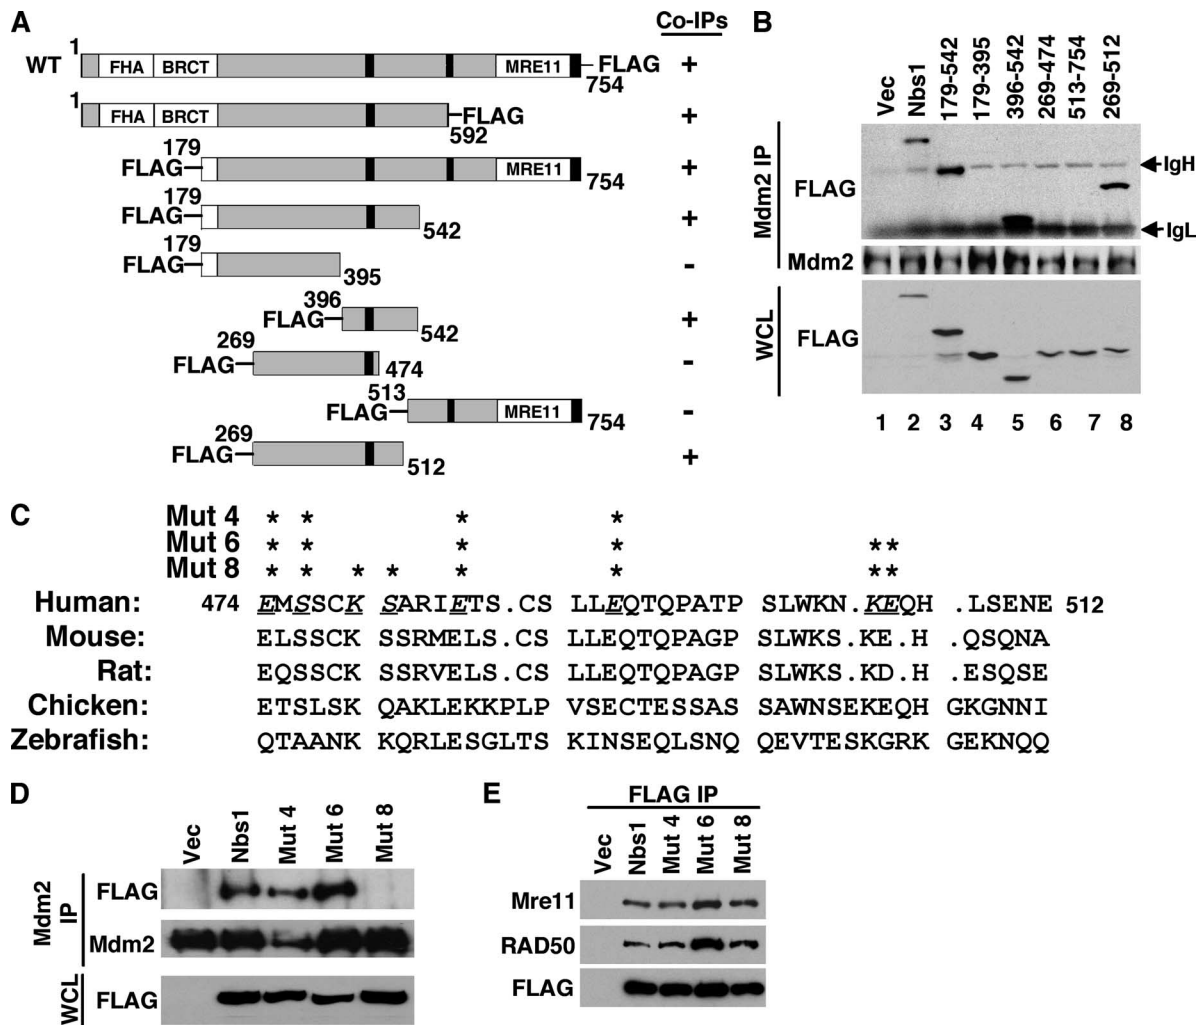 A
Co-IPs
1
WT FHA BRCT MRE11 FLAG +
754
1
FHA BRCT FLAG +
592
179
FLAG MRE11 +
754
179
FLAG +
542
179
FLAG -
395
396
FLAG +
542
269
FLAG -
474
513
FLAG MRE11 -
754
269
FLAG +
512
B
Vec Nbs1 179-542 179-395 396-542 269-474 513-754 269-512
Mdm2 IP
FLAG
IgH
IgL
Mdm2
WCL
FLAG
1 2 3 4 5 6 7 8
C
Mut 4 * * * *
Mut 6 * * * * **
Mut 8 * * * * * * **
Human: 474 EMSSCK SARIETS.CS LLEQTQPATP SLWKN.KEQH .LSENE 512
Mouse: ELSSCK SSRMELS.CS LLEQTQPAGP SLWKS.KE.H .QSQNA
Rat: EQSSCK SSRVELS.CS LLEQTQPAGP SLWKS.KD.H .ESQSE
Chicken: ETSLSK QAKLEKKPLP VSECTESSAS SAWNSEKEQH GKGNNI
Zebrafish: QTAANK KQRLESGLTS KINSEQLSNQ QEVTESKGRK GEKNQQ
D
Vec Nbs1 Mut 4 Mut 6 Mut 8
Mdm2 IP
FLAG
Mdm2
WCL
FLAG
E
FLAG IP
Vec Nbs1 Mut 4 Mut 6 Mut 8
Mre11
RAD50
FLAG